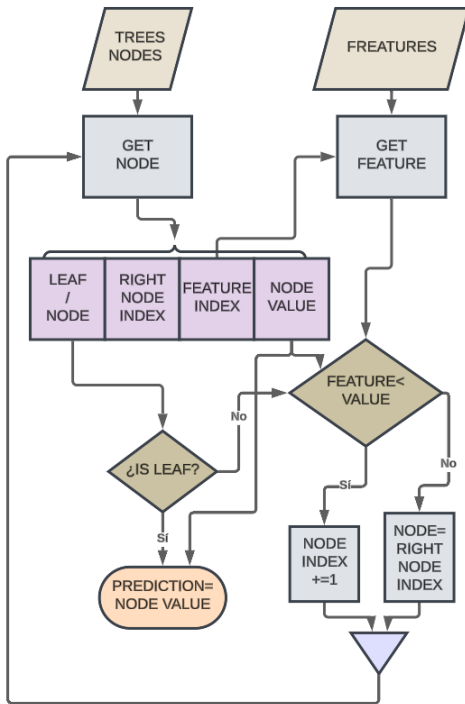 TREES
NODES
FREATURES
GET
NODE
GET
FEATURE
LEAF
/
NODE
RIGHT
NODE
INDEX
FEATURE
INDEX
NODE
VALUE
FEATURE<
VALUE
No
¿IS LEAF?
No
Sí
Sí
NODE
INDEX
+=1
NODE=
RIGHT
NODE
INDEX
PREDICTION=
NODE VALUE